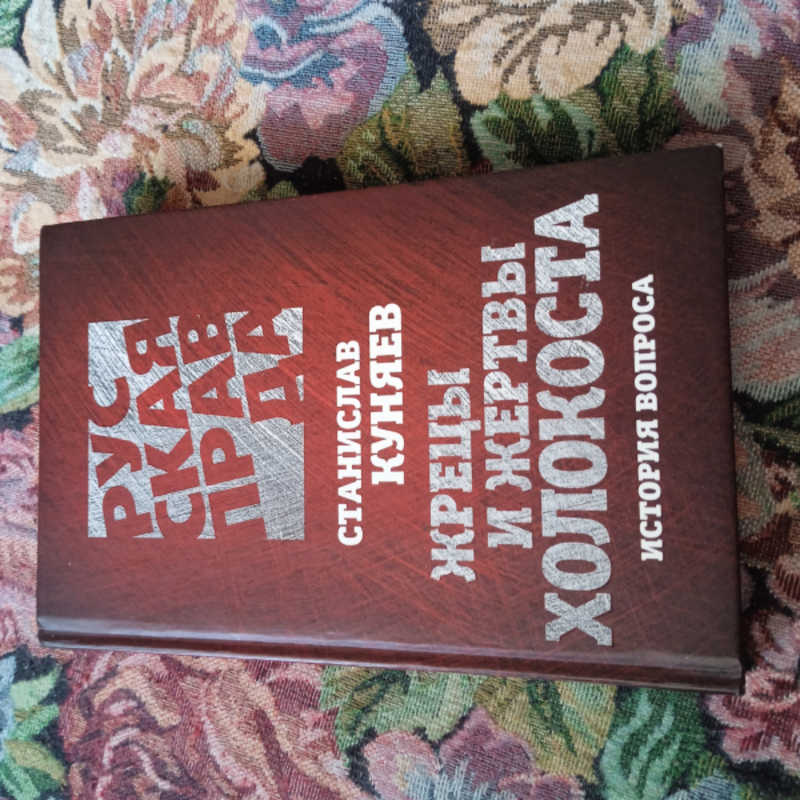 РУС
СКАЯ
ПРАВ
ДА
СТАНИСЛАВ
КУНЯЕВ
ЖРЕЦЫ
И ЖЕРТВЫ
ХОЛОКОСТА
ИСТОРИЯ ВОПРОСА